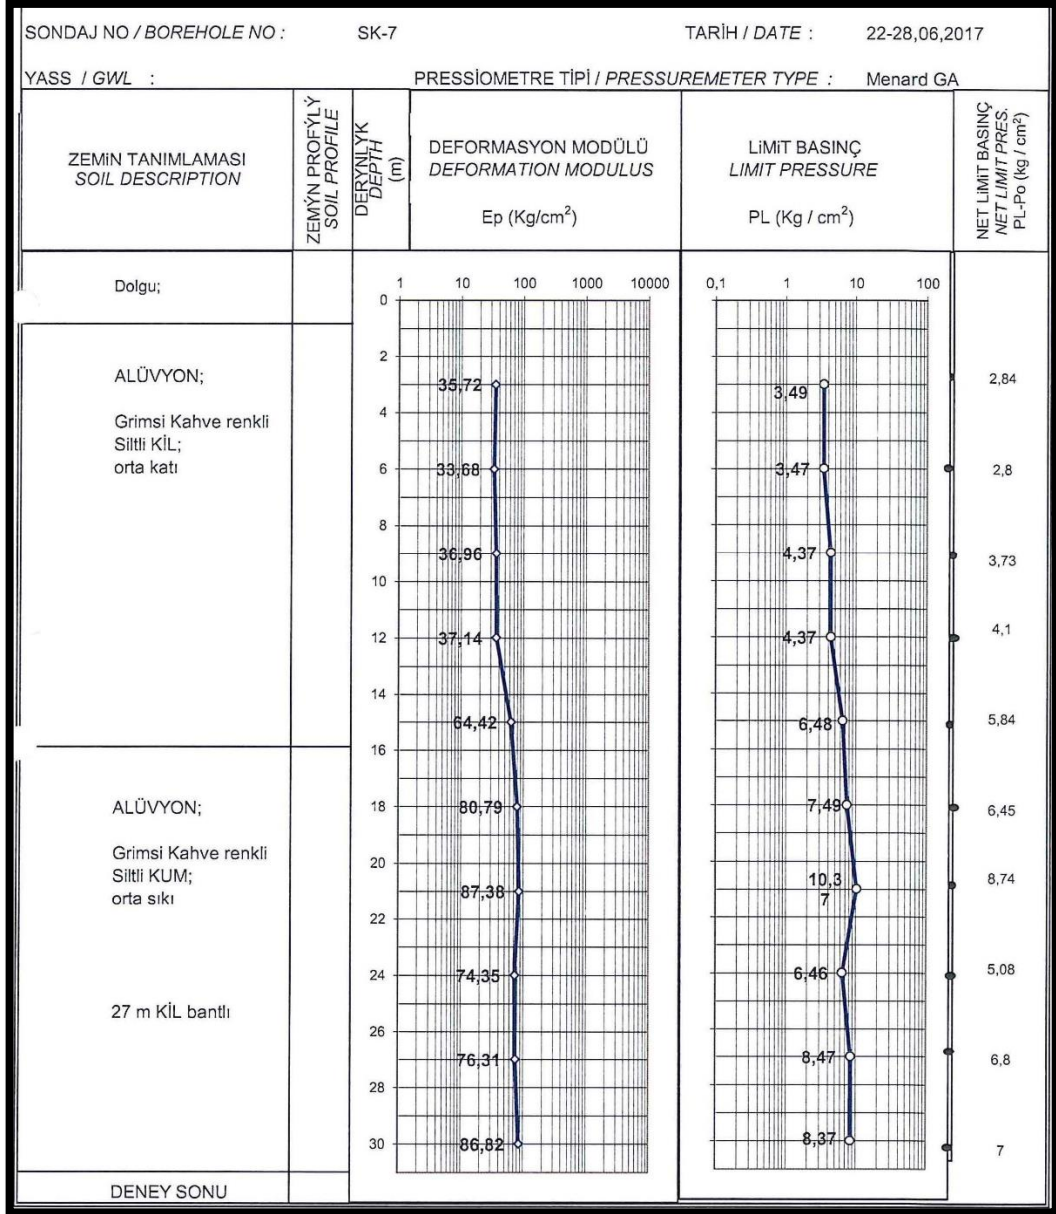 SONDAJ NO / BOREHOLE NO : SK-7 TARİH / DATE : 22-28,06,2017
YASS / GWL : PRESSİOMETRE TİPİ / PRESSUREMETER TYPE : Menard GA
ZEMİN TANIMLAMASI
SOIL DESCRIPTION
ZEMÝN PROFÝLÝ
SOIL PROFILE
DERYNLYK
DEPTH
(m)
DEFORMASYON MODÜLÜ
DEFORMATION MODULUS
Ep (Kg/cm²)
LİMİT BASINÇ
LIMIT PRESSURE
PL (Kg / cm²)
NET LİMİT BASINÇ
NET LIMIT PRES.
PL-Po (kg / cm²)
Dolgu;
ALÜVYON;
Grimsi Kahve renkli
Siltli KİL;
orta katı
ALÜVYON;
Grimsi Kahve renkli
Siltli KUM;
orta sıkı
27 m KİL bantlı
DENEY SONU
1 10 100 1000 10000
0
2
4
6
8
10
12
14
16
18
20
22
24
26
28
30
35,72
33,68
36,96
37,14
64,42
80,79
87,38
74,35
76,31
86,82
0,1 1 10 100
3,49
3,47
4,37
4,37
6,48
7,49
10,3
7
6,46
8,47
8,37
2,84
2,8
3,73
4,1
5,84
6,45
8,74
5,08
6,8
7